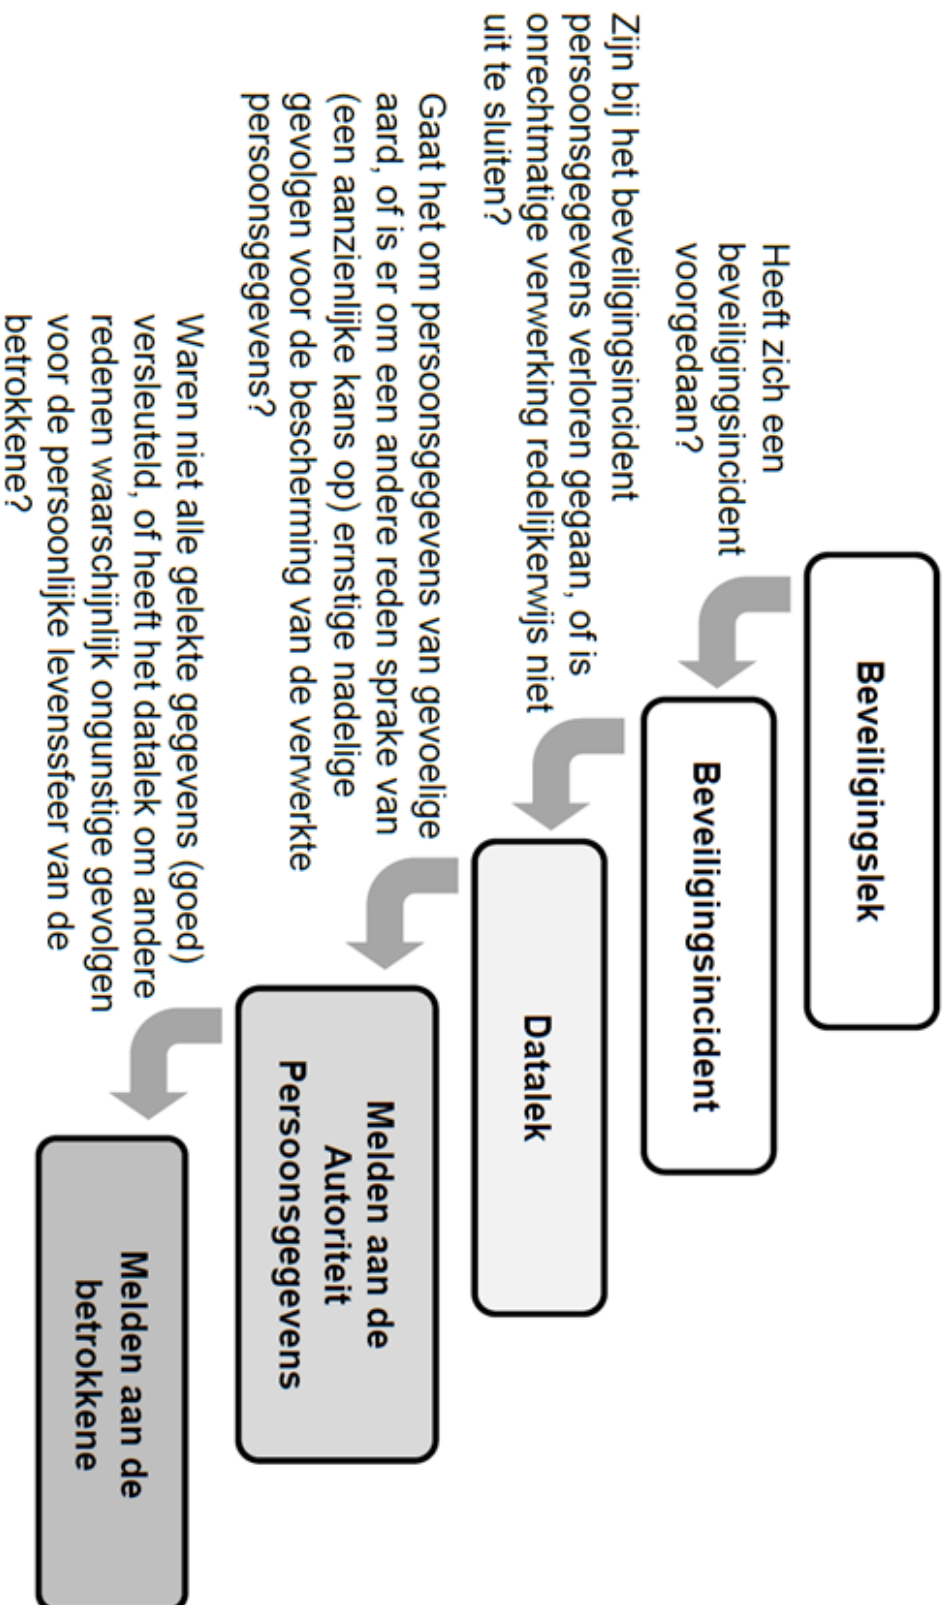 Beveiligingslek
Heeft zich een
beveiligingsincident
voorgedaan?
Beveiligingsincident
Zijn bij het beveiligingsincident
persoonsgegevens verloren gegaan, of is
onrechtmatige verwerking redelijkerwijs niet
uit te sluiten?
Datalek
Gaat het om persoonsgegevens van gevoelige
aard, of is er om een andere reden sprake van
(een aanzienlijke kans op) ernstige nadelige
gevolgen voor de bescherming van de verwerkte
persoonsgegevens?
Melden aan de
Autoriteit
Persoonsgegevens
Waren niet alle gelekte gegevens (goed)
versleuteld, of heeft het datalek om andere
redenen waarschijnlijk ongunstige gevolgen
voor de persoonlijke levenssfeer van de
betrokkene?
Melden aan de
betrokkene